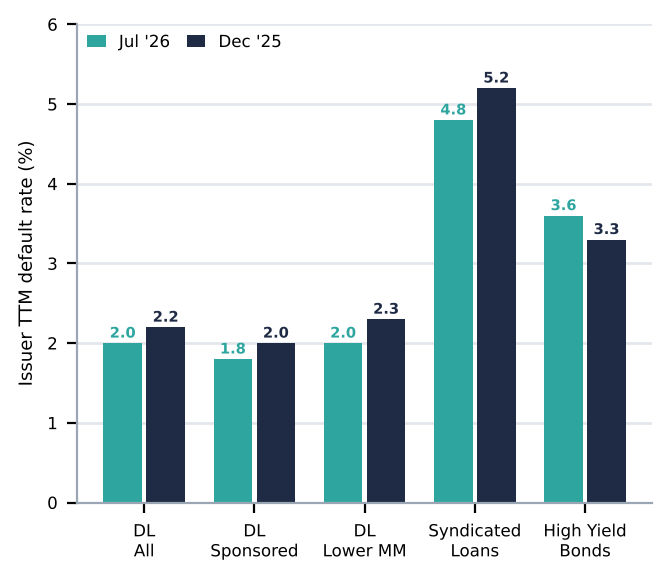 Jul '26 Dec '25
Issuer TTM default rate (%)
6
5
4
3
2
1
0
2.0 2.2 1.8 2.0 2.0 2.3 4.8 5.2 3.6 3.3
DL DL DL Syndicated High Yield
All Sponsored Lower MM Loans Bonds